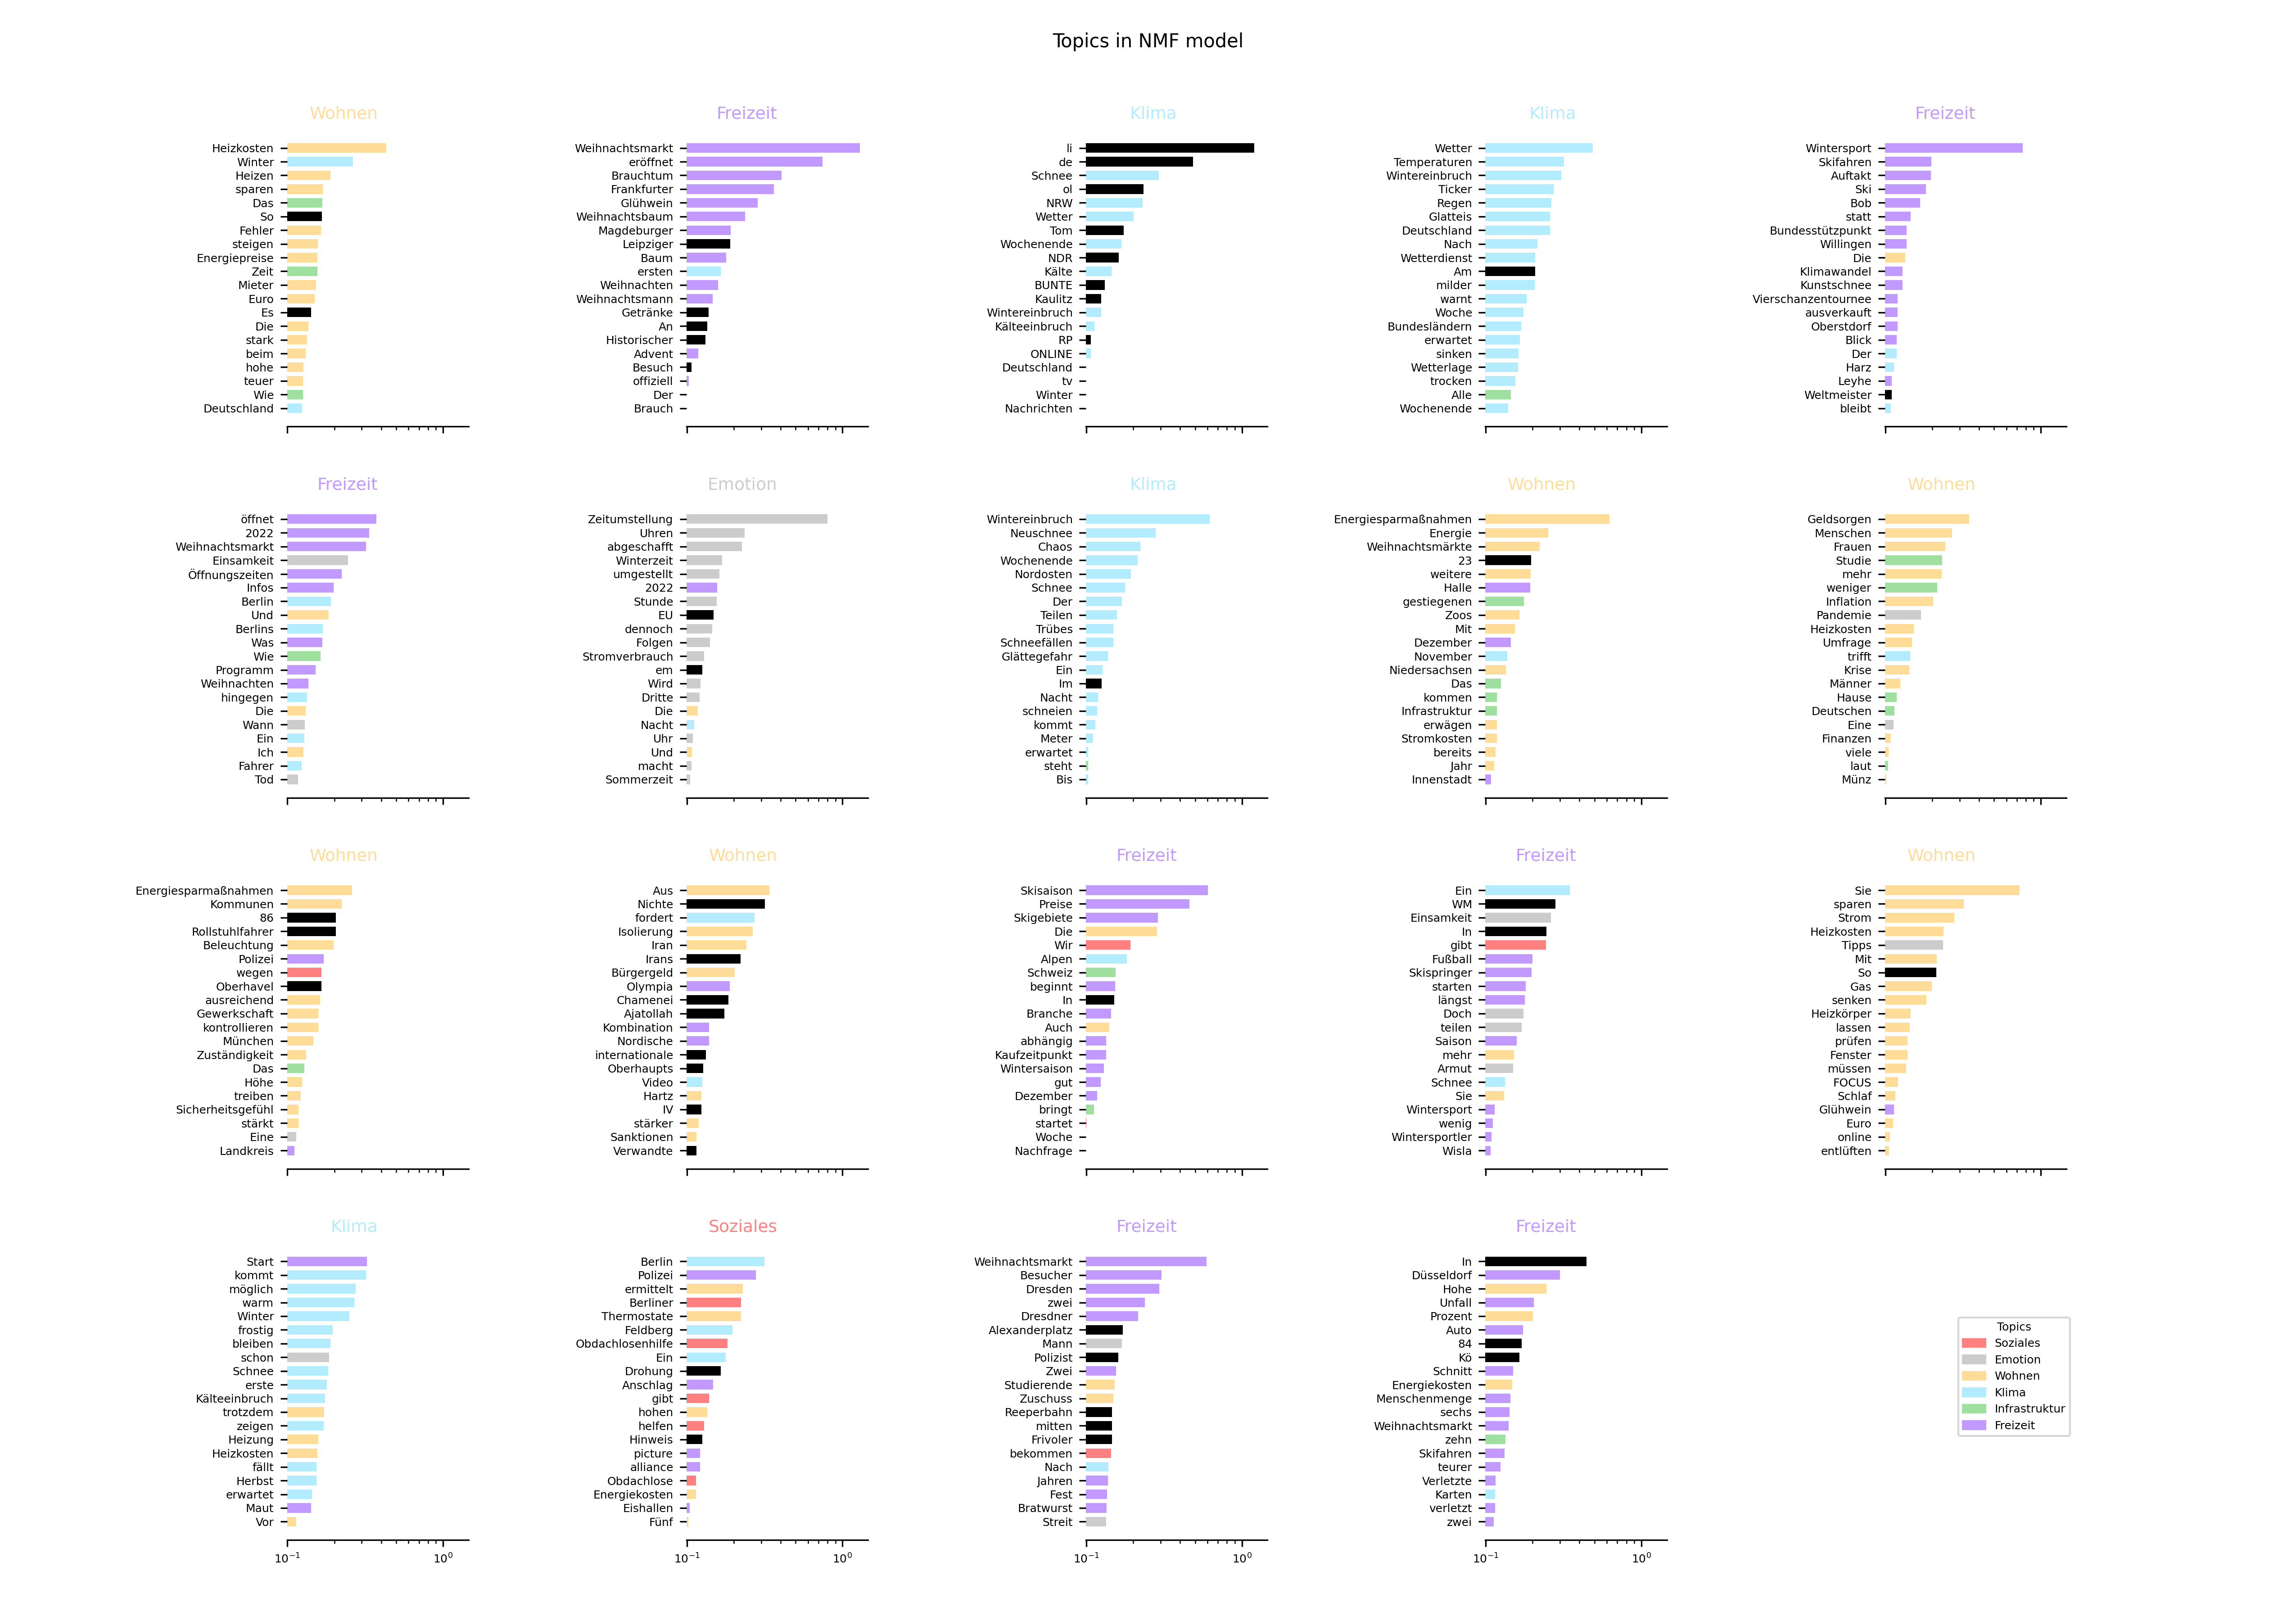 Topics in NMF model
Wohnen
Heizkosten
Winter
Heizen
sparen
Das
So
Fehler
steigen
Energiepreise
Zeit
Mieter
Euro
Es
Die
stark
beim
hohe
teuer
Wie
Deutschland
Freizeit
Weihnachtsmarkt
eröffnet
Brauchtum
Frankfurter
Glühwein
Weihnachtsbaum
Magdeburger
Leipziger
Baum
ersten
Weihnachten
Weihnachtsmann
Getränke
An
Historischer
Advent
Besuch
offiziell
Der
Brauch
Klima
li
de
Schnee
ol
NRW
Wetter
Tom
Wochenende
NDR
Kälte
BUNTE
Kaulitz
Wintereinbruch
Kälteeinbruch
RP
ONLINE
Deutschland
tv
Winter
Nachrichten
Klima
Wetter
Temperaturen
Wintereinbruch
Ticker
Regen
Glatteis
Deutschland
Nach
Wetterdienst
Am
milder
warnt
Woche
Bundesländern
erwartet
sinken
Wetterlage
trocken
Alle
Wochenende
Freizeit
Wintersport
Skifahren
Auftakt
Ski
Bob
statt
Bundesstützpunkt
Willingen
Die
Klimawandel
Kunstschnee
Vierschanzentournee
ausverkauft
Oberstdorf
Blick
Der
Harz
Leyhe
Weltmeister
bleibt
Freizeit
öffnet
2022
Weihnachtsmarkt
Einsamkeit
Öffnungszeiten
Infos
Berlin
Und
Berlins
Was
Wie
Programm
Weihnachten
hingegen
Die
Wann
Ein
Ich
Fahrer
Tod
Emotion
Zeitumstellung
Uhren
abgeschafft
Winterzeit
umgestellt
2022
Stunde
EU
dennoch
Folgen
Stromverbrauch
em
Wird
Dritte
Die
Nacht
Uhr
Und
macht
Sommerzeit
Klima
Wintereinbruch
Neuschnee
Chaos
Wochenende
Nordosten
Schnee
Der
Teilen
Trübes
Schneefällen
Glättegefahr
Ein
Im
Nacht
schneien
kommt
Meter
erwartet
steht
Bis
Wohnen
Energiesparmaßnahmen
Energie
Weihnachtsmärkte
23
weitere
Halle
gestiegenen
Zoos
Mit
Dezember
November
Niedersachsen
Das
kommen
Infrastruktur
erwägen
Stromkosten
bereits
Jahr
Innenstadt
Wohnen
Geldsorgen
Menschen
Frauen
Studie
mehr
weniger
Inflation
Pandemie
Heizkosten
Umfrage
trifft
Krise
Männer
Hause
Deutschen
Eine
Finanzen
viele
laut
Münz
Wohnen
Energiesparmaßnahmen
Kommunen
86
Rollstuhlfahrer
Beleuchtung
Polizei
wegen
Oberhavel
ausreichend
Gewerkschaft
kontrollieren
München
Zuständigkeit
Das
Höhe
treiben
Sicherheitsgefühl
stärkt
Eine
Landkreis
Wohnen
Aus
Nichte
fordert
Isolierung
Iran
Irans
Bürgergeld
Olympia
Chamenei
Ajatollah
Kombination
Nordische
internationale
Oberhaupts
Video
Hartz
IV
stärker
Sanktionen
Verwandte
Freizeit
Skisaison
Preise
Skigebiete
Die
Wir
Alpen
Schweiz
beginnt
In
Branche
Auch
abhängig
Kaufzeitpunkt
Wintersaison
gut
Dezember
bringt
startet
Woche
Nachfrage
Freizeit
Ein
WM
Einsamkeit
In
gibt
Fußball
Skispringer
starten
längst
Doch
teilen
Saison
mehr
Armut
Schnee
Sie
Wintersport
wenig
Wintersportler
Wisla
Wohnen
Sie
sparen
Strom
Heizkosten
Tipps
Mit
So
Gas
senken
Heizkörper
lassen
prüfen
Fenster
müssen
FOCUS
Schlaf
Glühwein
Euro
online
entlüften
Klima
Start
kommt
möglich
warm
Winter
frostig
bleiben
schon
Schnee
erste
Kälteeinbruch
trotzdem
zeigen
Heizung
Heizkosten
fällt
Herbst
erwartet
Maut
Vor
10⁻¹ 10⁰
Soziales
Berlin
Polizei
ermittelt
Berliner
Thermostate
Feldberg
Obdachlosenhilfe
Ein
Drohung
Anschlag
gibt
hohen
helfen
Hinweis
picture
alliance
Obdachlose
Energiekosten
Eishallen
Fünf
10⁻¹ 10⁰
Freizeit
Weihnachtsmarkt
Besucher
Dresden
zwei
Dresdner
Alexanderplatz
Mann
Polizist
Zwei
Studierende
Zuschuss
Reeperbahn
mitten
Frivoler
bekommen
Nach
Jahren
Fest
Bratwurst
Streit
10⁻¹ 10⁰
Freizeit
In
Düsseldorf
Hohe
Unfall
Prozent
Auto
84
Kö
Schnitt
Energiekosten
Menschenmenge
sechs
Weihnachtsmarkt
zehn
Skifahren
teurer
Verletzte
Karten
verletzt
zwei
10⁻¹ 10⁰
Topics
Soziales
Emotion
Wohnen
Klima
Infrastruktur
Freizeit